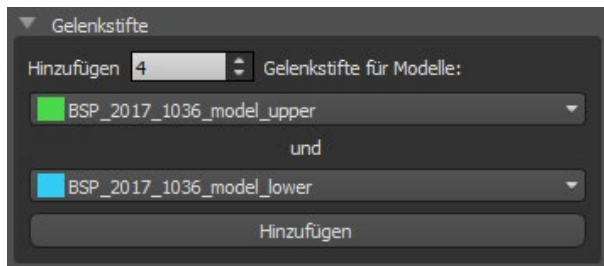 Gelenkstifte
Hinzufügen 4 Gelenkstifte für Modelle:
BSP_2017_1036_model_upper
und
BSP_2017_1036_model_lower
Hinzufügen